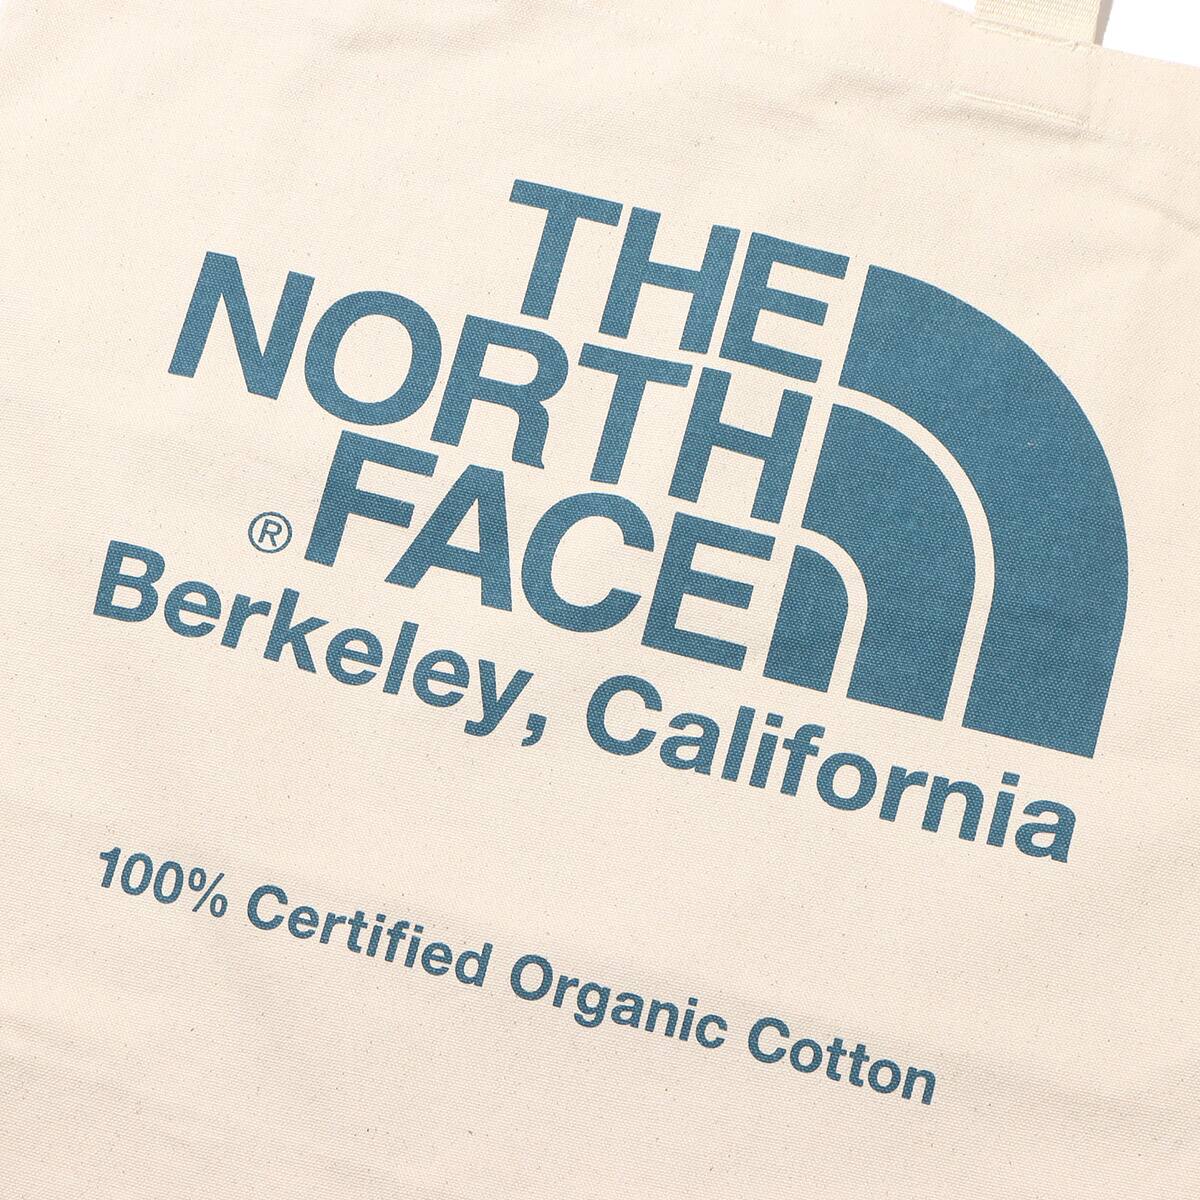 THE
NORTH
FACE
®
Berkeley, California
100% Certified Organic Cotton